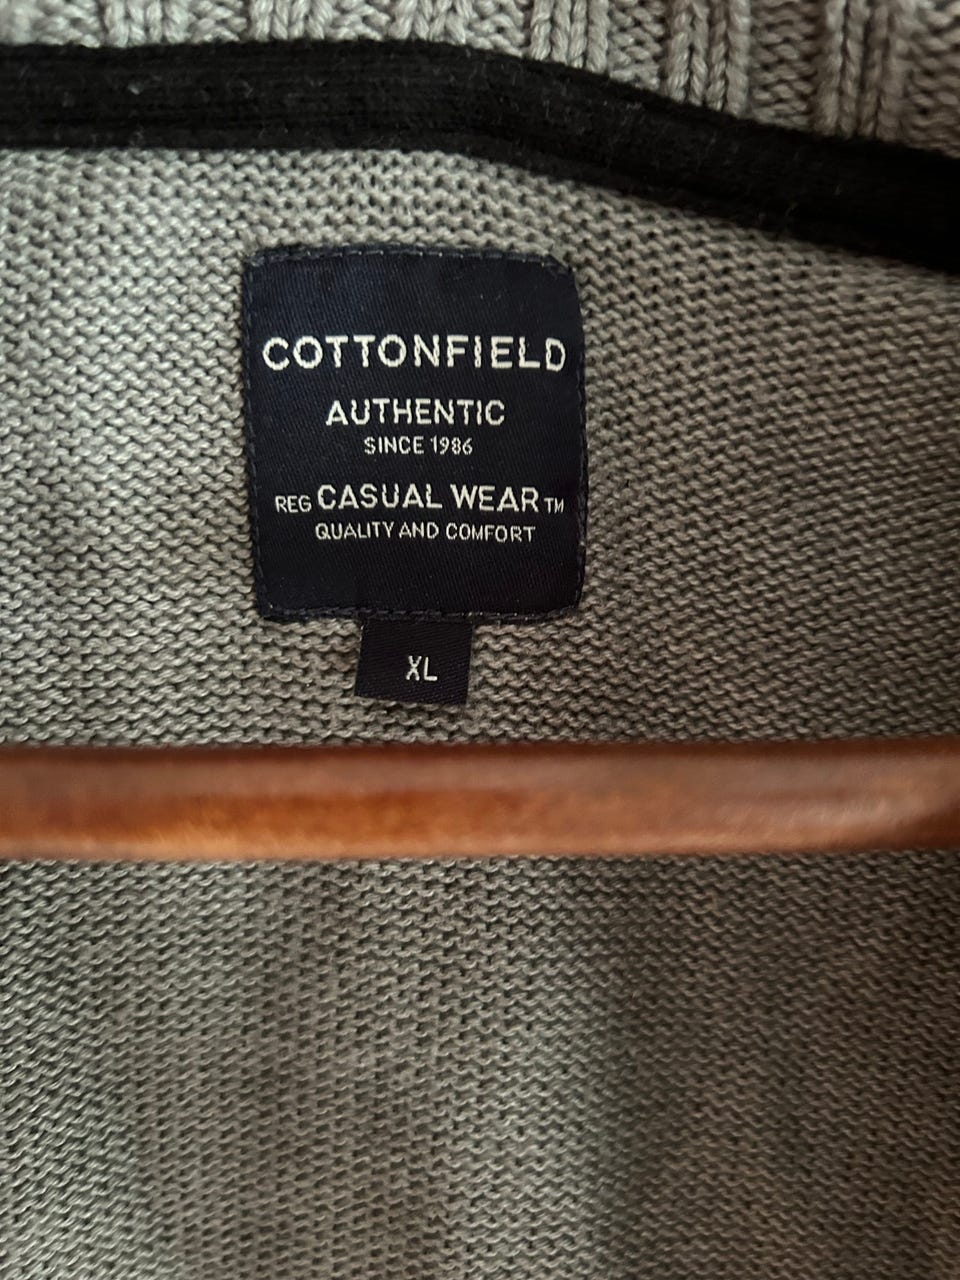 COTTONFIELD
AUTHENTIC
SINCE 1986
REG CASUAL WEAR TM
QUALITY AND COMFORT
XL